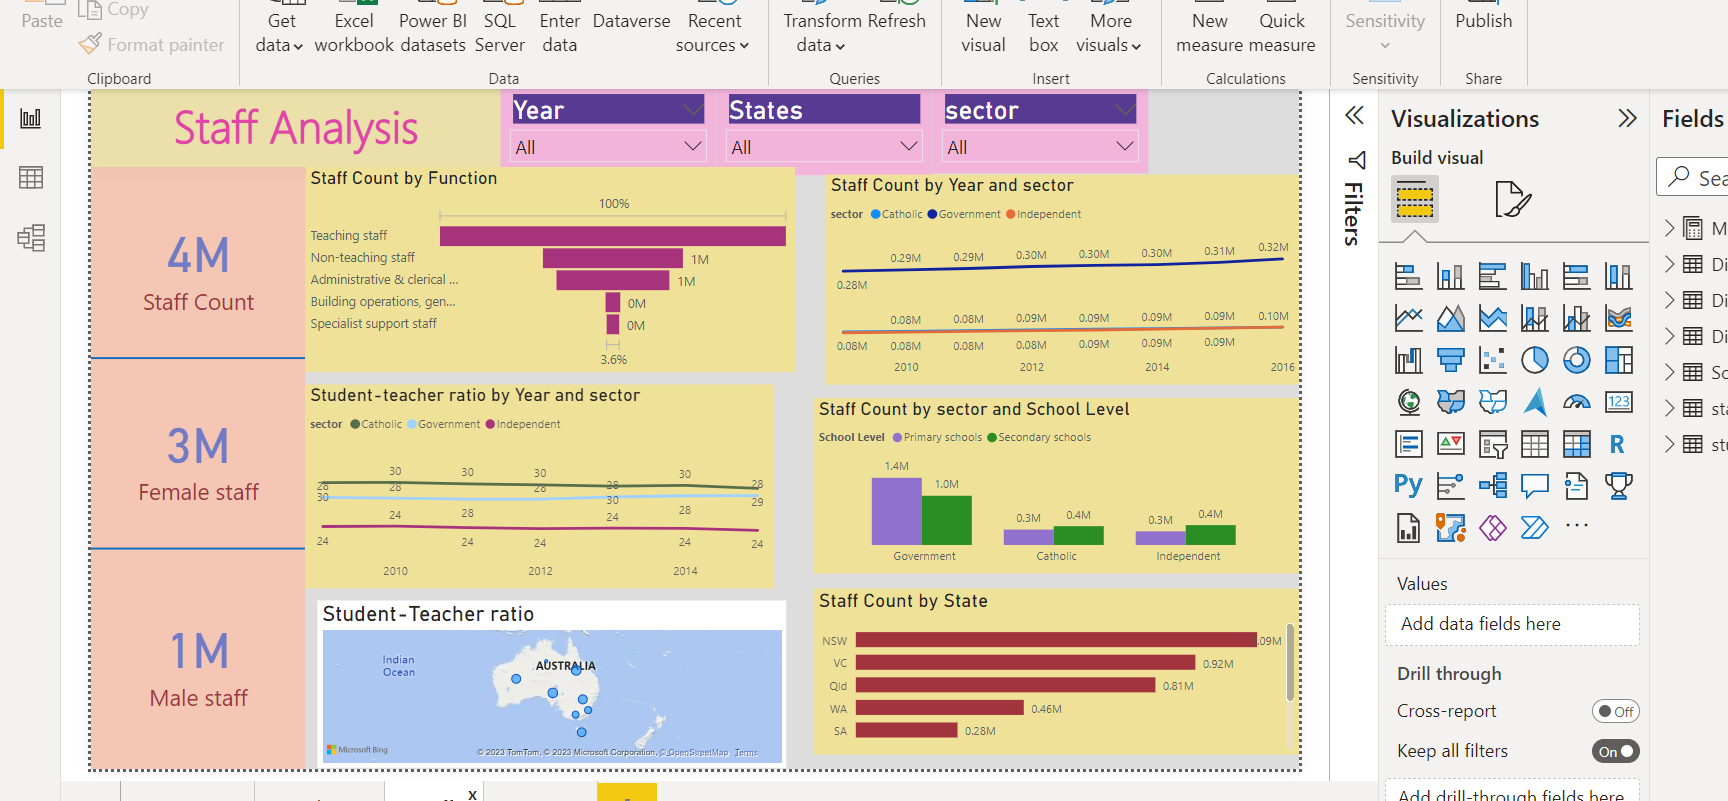 Paste
Copy
Format painter
Clipboard
Get data
Excel workbook
Power BI datasets
SQL Server
Enter data
Dataverse
Recent sources
Data
Transform data
Refresh
Queries
New visual
Text box
More visuals
Insert
New measure
Quick measure
Calculations
Sensitivity
Sensitivity
Publish
Share
Staff Analysis
Year
All
States
All
sector
All
4M
Staff Count
3M
Female staff
1M
Male staff
Staff Count by Function
100%
Teaching staff
Non-teaching staff 1M
Administrative & clerical ... 1M
Building operations, gen... 0M
Specialist support staff 0M
3.6%
Staff Count by Year and sector
sector Catholic Government Independent
0.28M 0.29M 0.29M 0.30M 0.30M 0.30M 0.31M 0.32M
0.08M 0.08M 0.09M 0.09M 0.09M 0.09M 0.10M
0.08M 0.08M 0.08M 0.08M 0.09M 0.09M 0.09M
2010 2012 2014 2016
Student-teacher ratio by Year and sector
sector Catholic Government Independent
30 30 30 30
28 28 28 28 28
30 30 29
24 28 24 28
24 24 24 24 24
2010 2012 2014
Staff Count by sector and School Level
School Level Primary schools Secondary schools
1.4M 1.0M
0.3M 0.4M
0.3M 0.4M
Government Catholic Independent
Student-Teacher ratio
Indian
Ocean
AUSTRALIA
Microsoft Bing
© 2023 TomTom, © 2023 Microsoft Corporation, © OpenStreetMap Terms
Staff Count by State
NSW .09M
VC 0.92M
Qld 0.81M
WA 0.46M
SA 0.28M
Filters
Visualizations
Build visual
123
R
Py
...
Values
Add data fields here
Drill through
Cross-report Off
Keep all filters On
Add drill-through fields here
Fields
Sea
M
Di
Di
Di
Sc
sta
stu
x